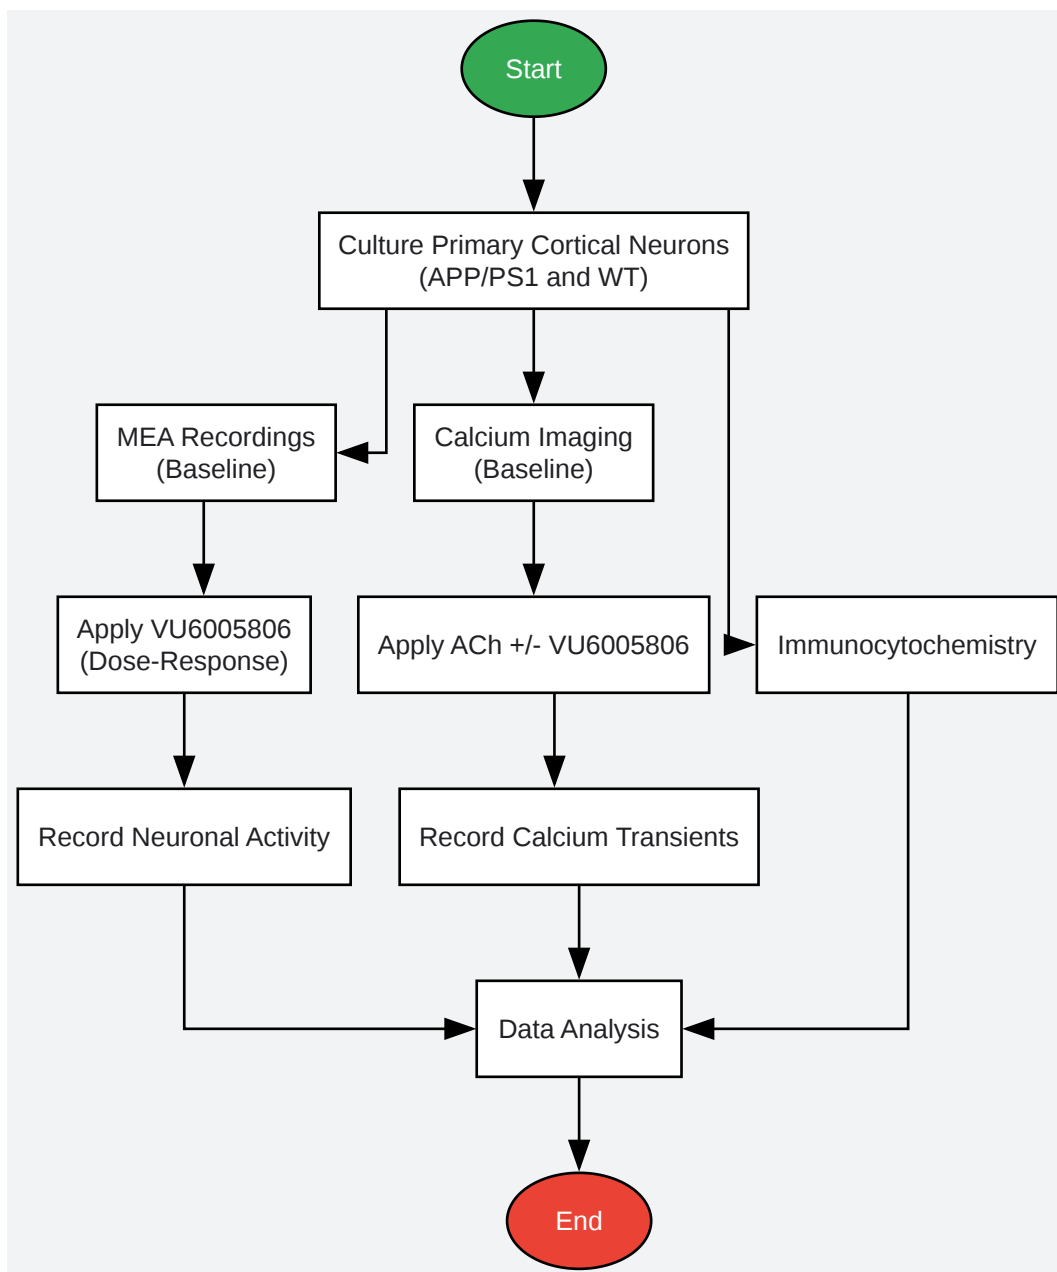 Start
Culture Primary Cortical Neurons
(APP/PS1 and WT)
MEA Recordings
(Baseline)
Calcium Imaging
(Baseline)
Apply VU6005806
(Dose-Response)
Apply ACh +/- VU6005806
Immunocytochemistry
Record Neuronal Activity
Record Calcium Transients
Data Analysis
End